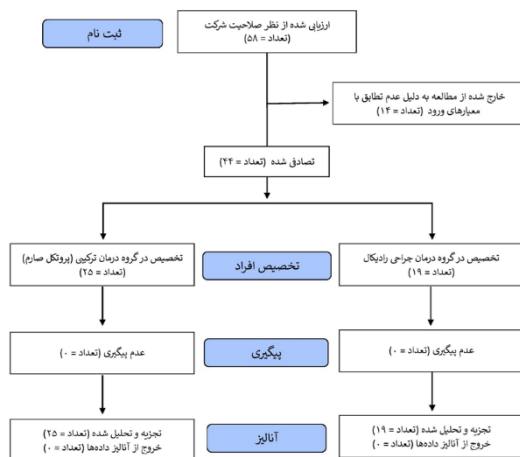 ثبت نام
ارزیابی شده از نظر صلاحیت شرکت
(تعداد = ۵۸)
خارج شده از مطالعه به دلیل عدم تطابق با
معیارهای ورود (تعداد = ۱۴)
تصادفی شده (تعداد = ۴۴)
تخصیص در گروه درمان جراحی رادیکال
(تعداد = ۱۹)
تخصیص افراد
تخصیص در گروه درمان ترکیبی (پروتکل صارم)
(تعداد = ۲۵)
عدم پیگیری (تعداد = ۰)
پیگیری
عدم پیگیری (تعداد = ۰)
تجزیه و تحلیل شده (تعداد = ۱۹)
خروج از آنالیز داده‌ها (تعداد = ۰)
آنالیز
تجزیه و تحلیل شده (تعداد = ۲۵)
خروج از آنالیز داده‌ها (تعداد = ۰)